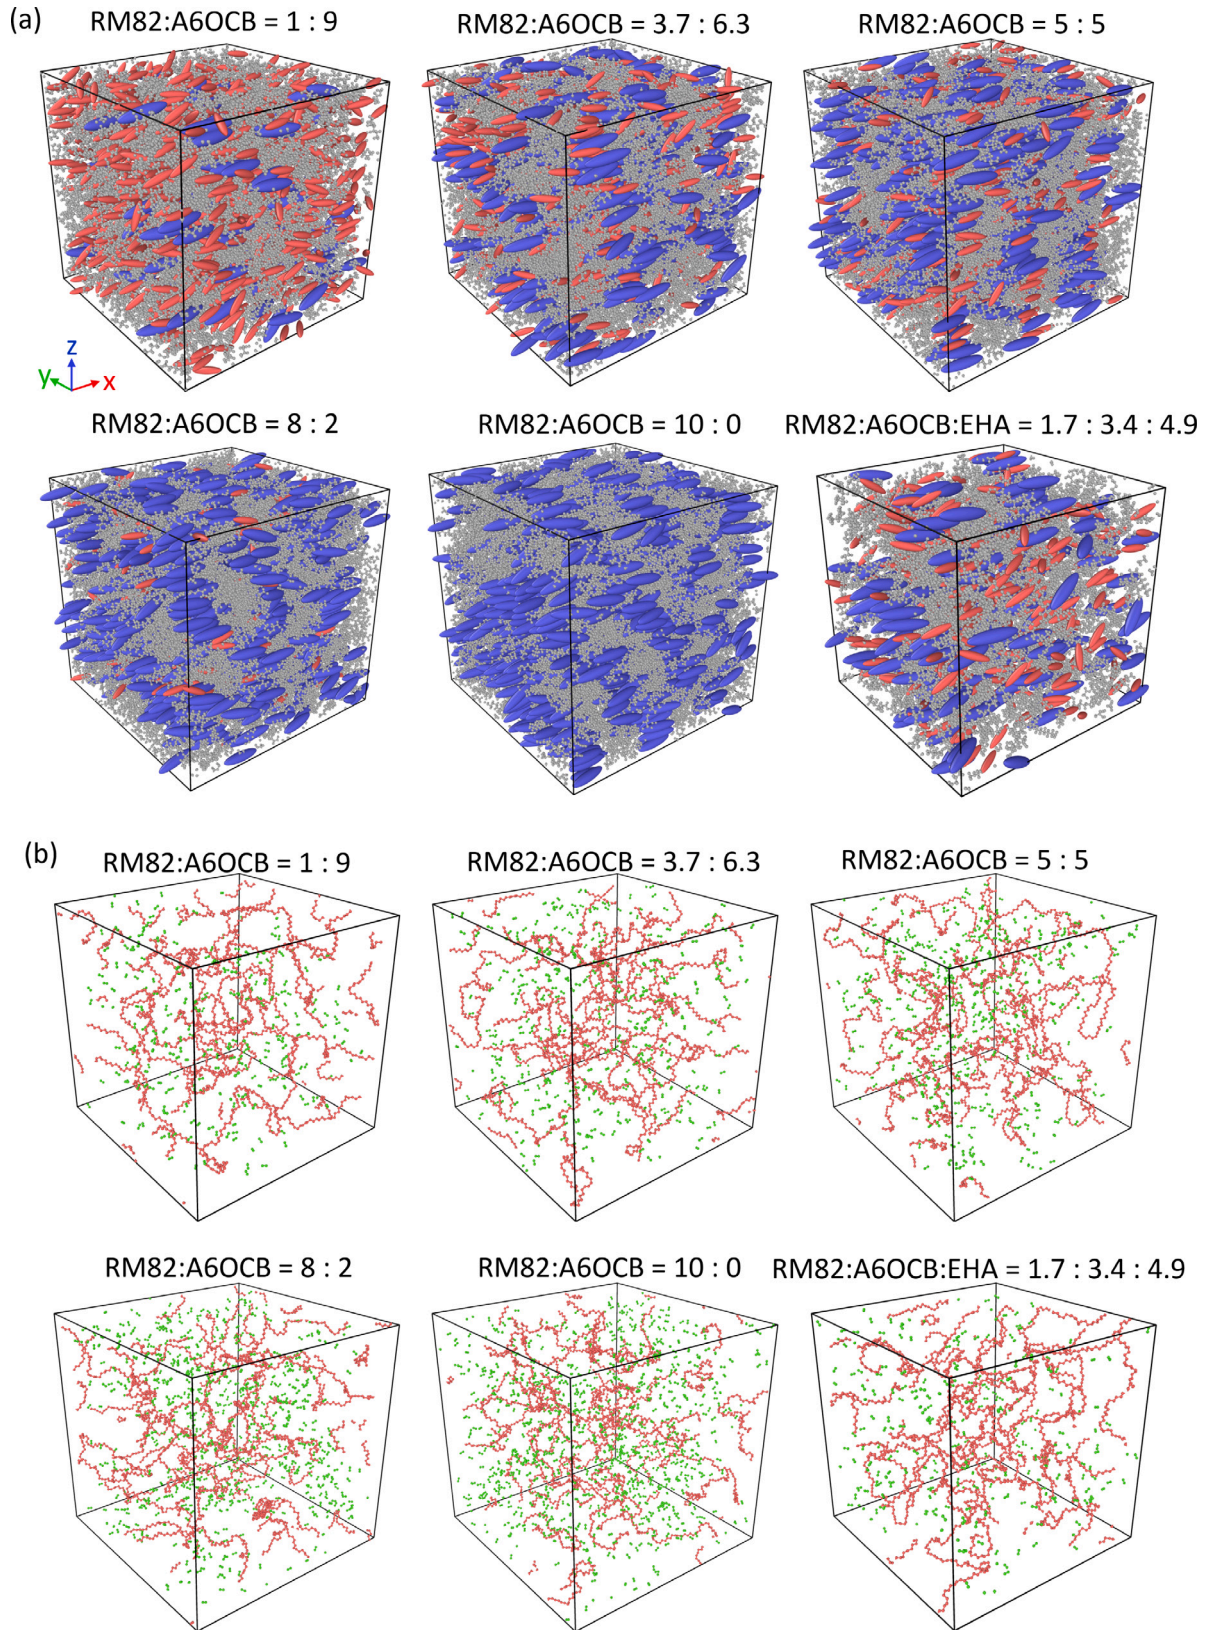 (a)
RM82:A6OCB = 1 : 9
RM82:A6OCB = 3.7 : 6.3
RM82:A6OCB = 5 : 5
z
y
x
RM82:A6OCB = 8 : 2
RM82:A6OCB = 10 : 0
RM82:A6OCB:EHA = 1.7 : 3.4 : 4.9
(b)
RM82:A6OCB = 1 : 9
RM82:A6OCB = 3.7 : 6.3
RM82:A6OCB = 5 : 5
RM82:A6OCB = 8 : 2
RM82:A6OCB = 10 : 0
RM82:A6OCB:EHA = 1.7 : 3.4 : 4.9